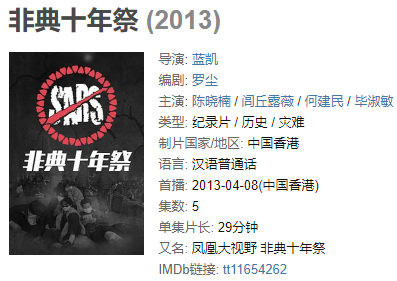 非典十年祭 (2013)
SARS
非典十年祭
导演: 蓝凯
编剧: 罗尘
主演: 陈晓楠 / 闾丘露薇 / 何建民 / 毕淑敏
类型: 纪录片 / 历史 / 灾难
制片国家/地区: 中国香港
语言: 汉语普通话
首播: 2013-04-08(中国香港)
集数: 5
单集片长: 29分钟
又名: 凤凰大视野 非典十年祭
IMDb链接: tt11654262